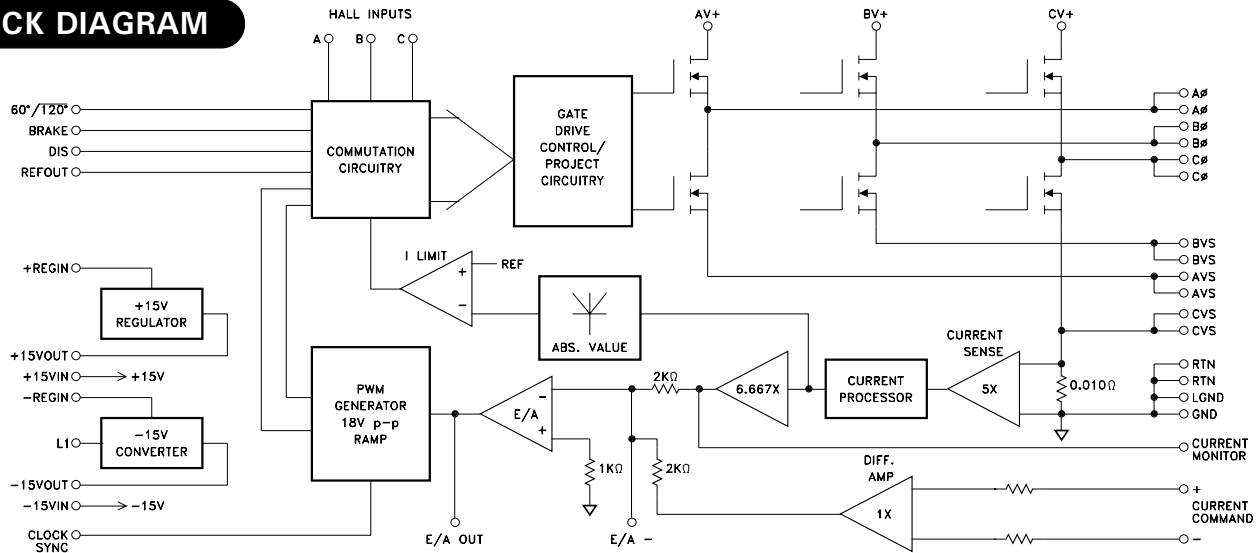 CK DIAGRAM
HALL INPUTS
A
B
C
AV+
BV+
CV+
60°/120°
BRAKE
DIS
REFOUT
COMMUTATION
CIRCUITRY
GATE
DRIVE
CONTROL/
PROJECT
CIRCUITRY
AØ
AØ
BØ
BØ
CØ
CØ
BVS
BVS
AVS
AVS
CVS
CVS
RTN
RTN
LGND
GND
+REGIN
+15V
REGULATOR
+15VOUT
+15VIN
+15V
-REGIN
L1
-15V
CONVERTER
-15VOUT
-15VIN
-15V
CLOCK
SYNC
I LIMIT
+
-
REF
ABS. VALUE
PWM
GENERATOR
18V p-p
RAMP
-
E/A
+
2KΩ
6.667X
CURRENT
PROCESSOR
CURRENT
SENSE
5X
0.010Ω
1KΩ
2KΩ
E/A OUT
E/A -
DIFF.
AMP
1X
CURRENT
MONITOR
+
CURRENT
COMMAND
-